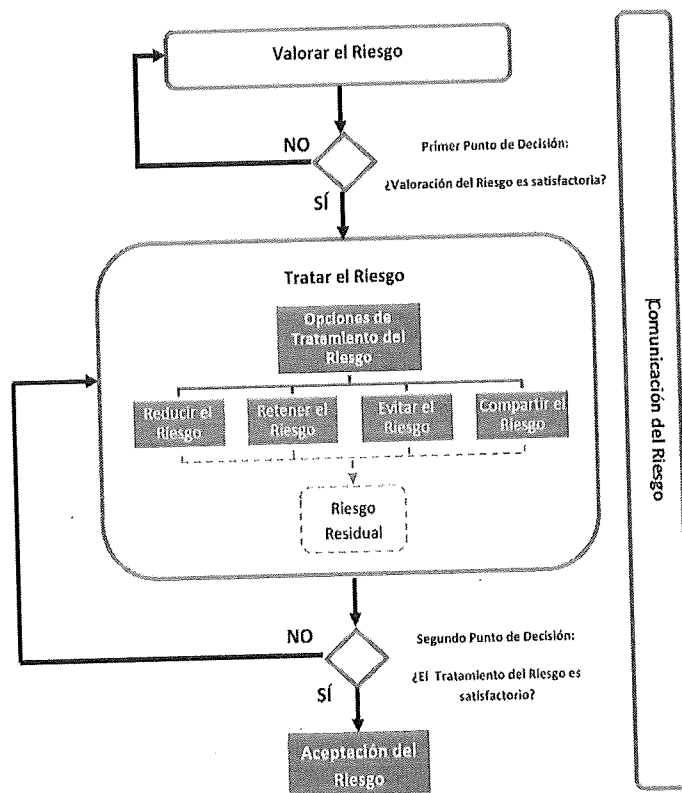 Valorar el Riesgo
NO
Primer Punto de Decisión:
¿Valoración del Riesgo es satisfactoria?
SÍ
Tratar el Riesgo
Opciones de
Tratamiento del
Riesgo
Reducir el
Riesgo
Retener el
Riesgo
Evitar el
Riesgo
Compartir el
Riesgo
Riesgo
Residual
NO
Segundo Punto de Decisión:
¿El Tratamiento del Riesgo es
satisfactorio?
SÍ
Aceptación del
Riesgo
Comunicación del Riesgo